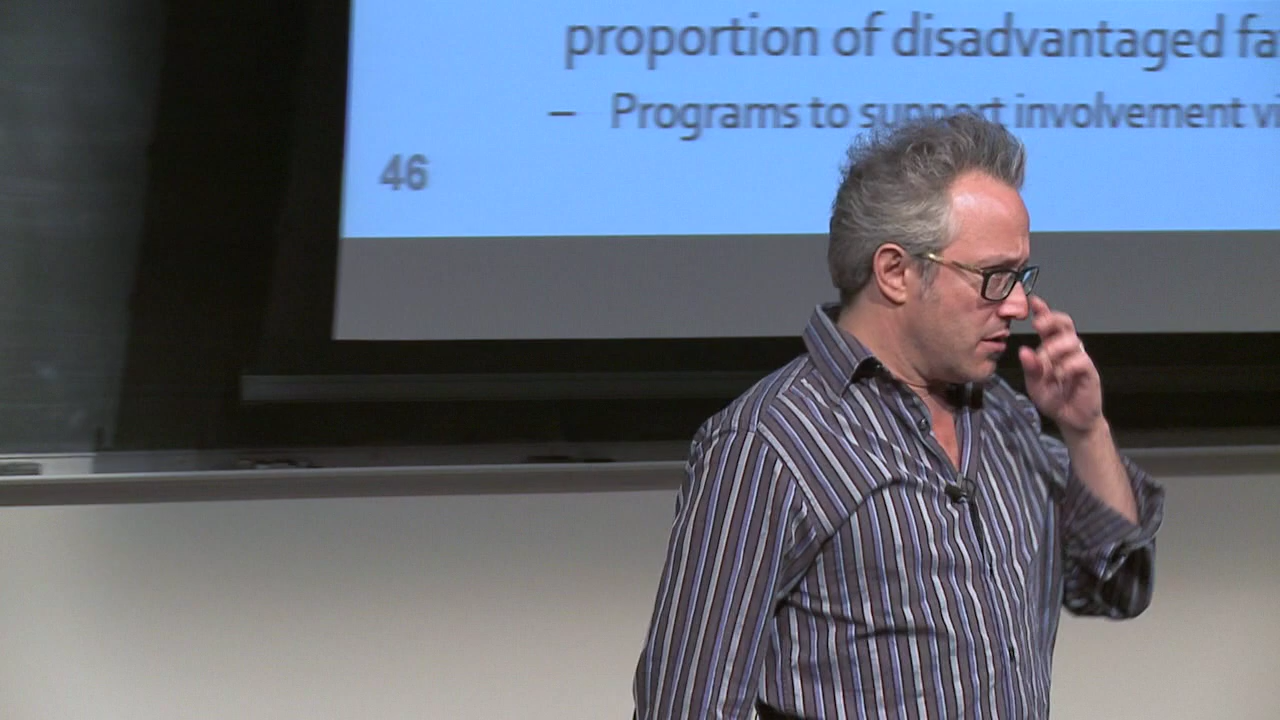 proportion of disadvantaged fa
– Programs to support involvement vi
46